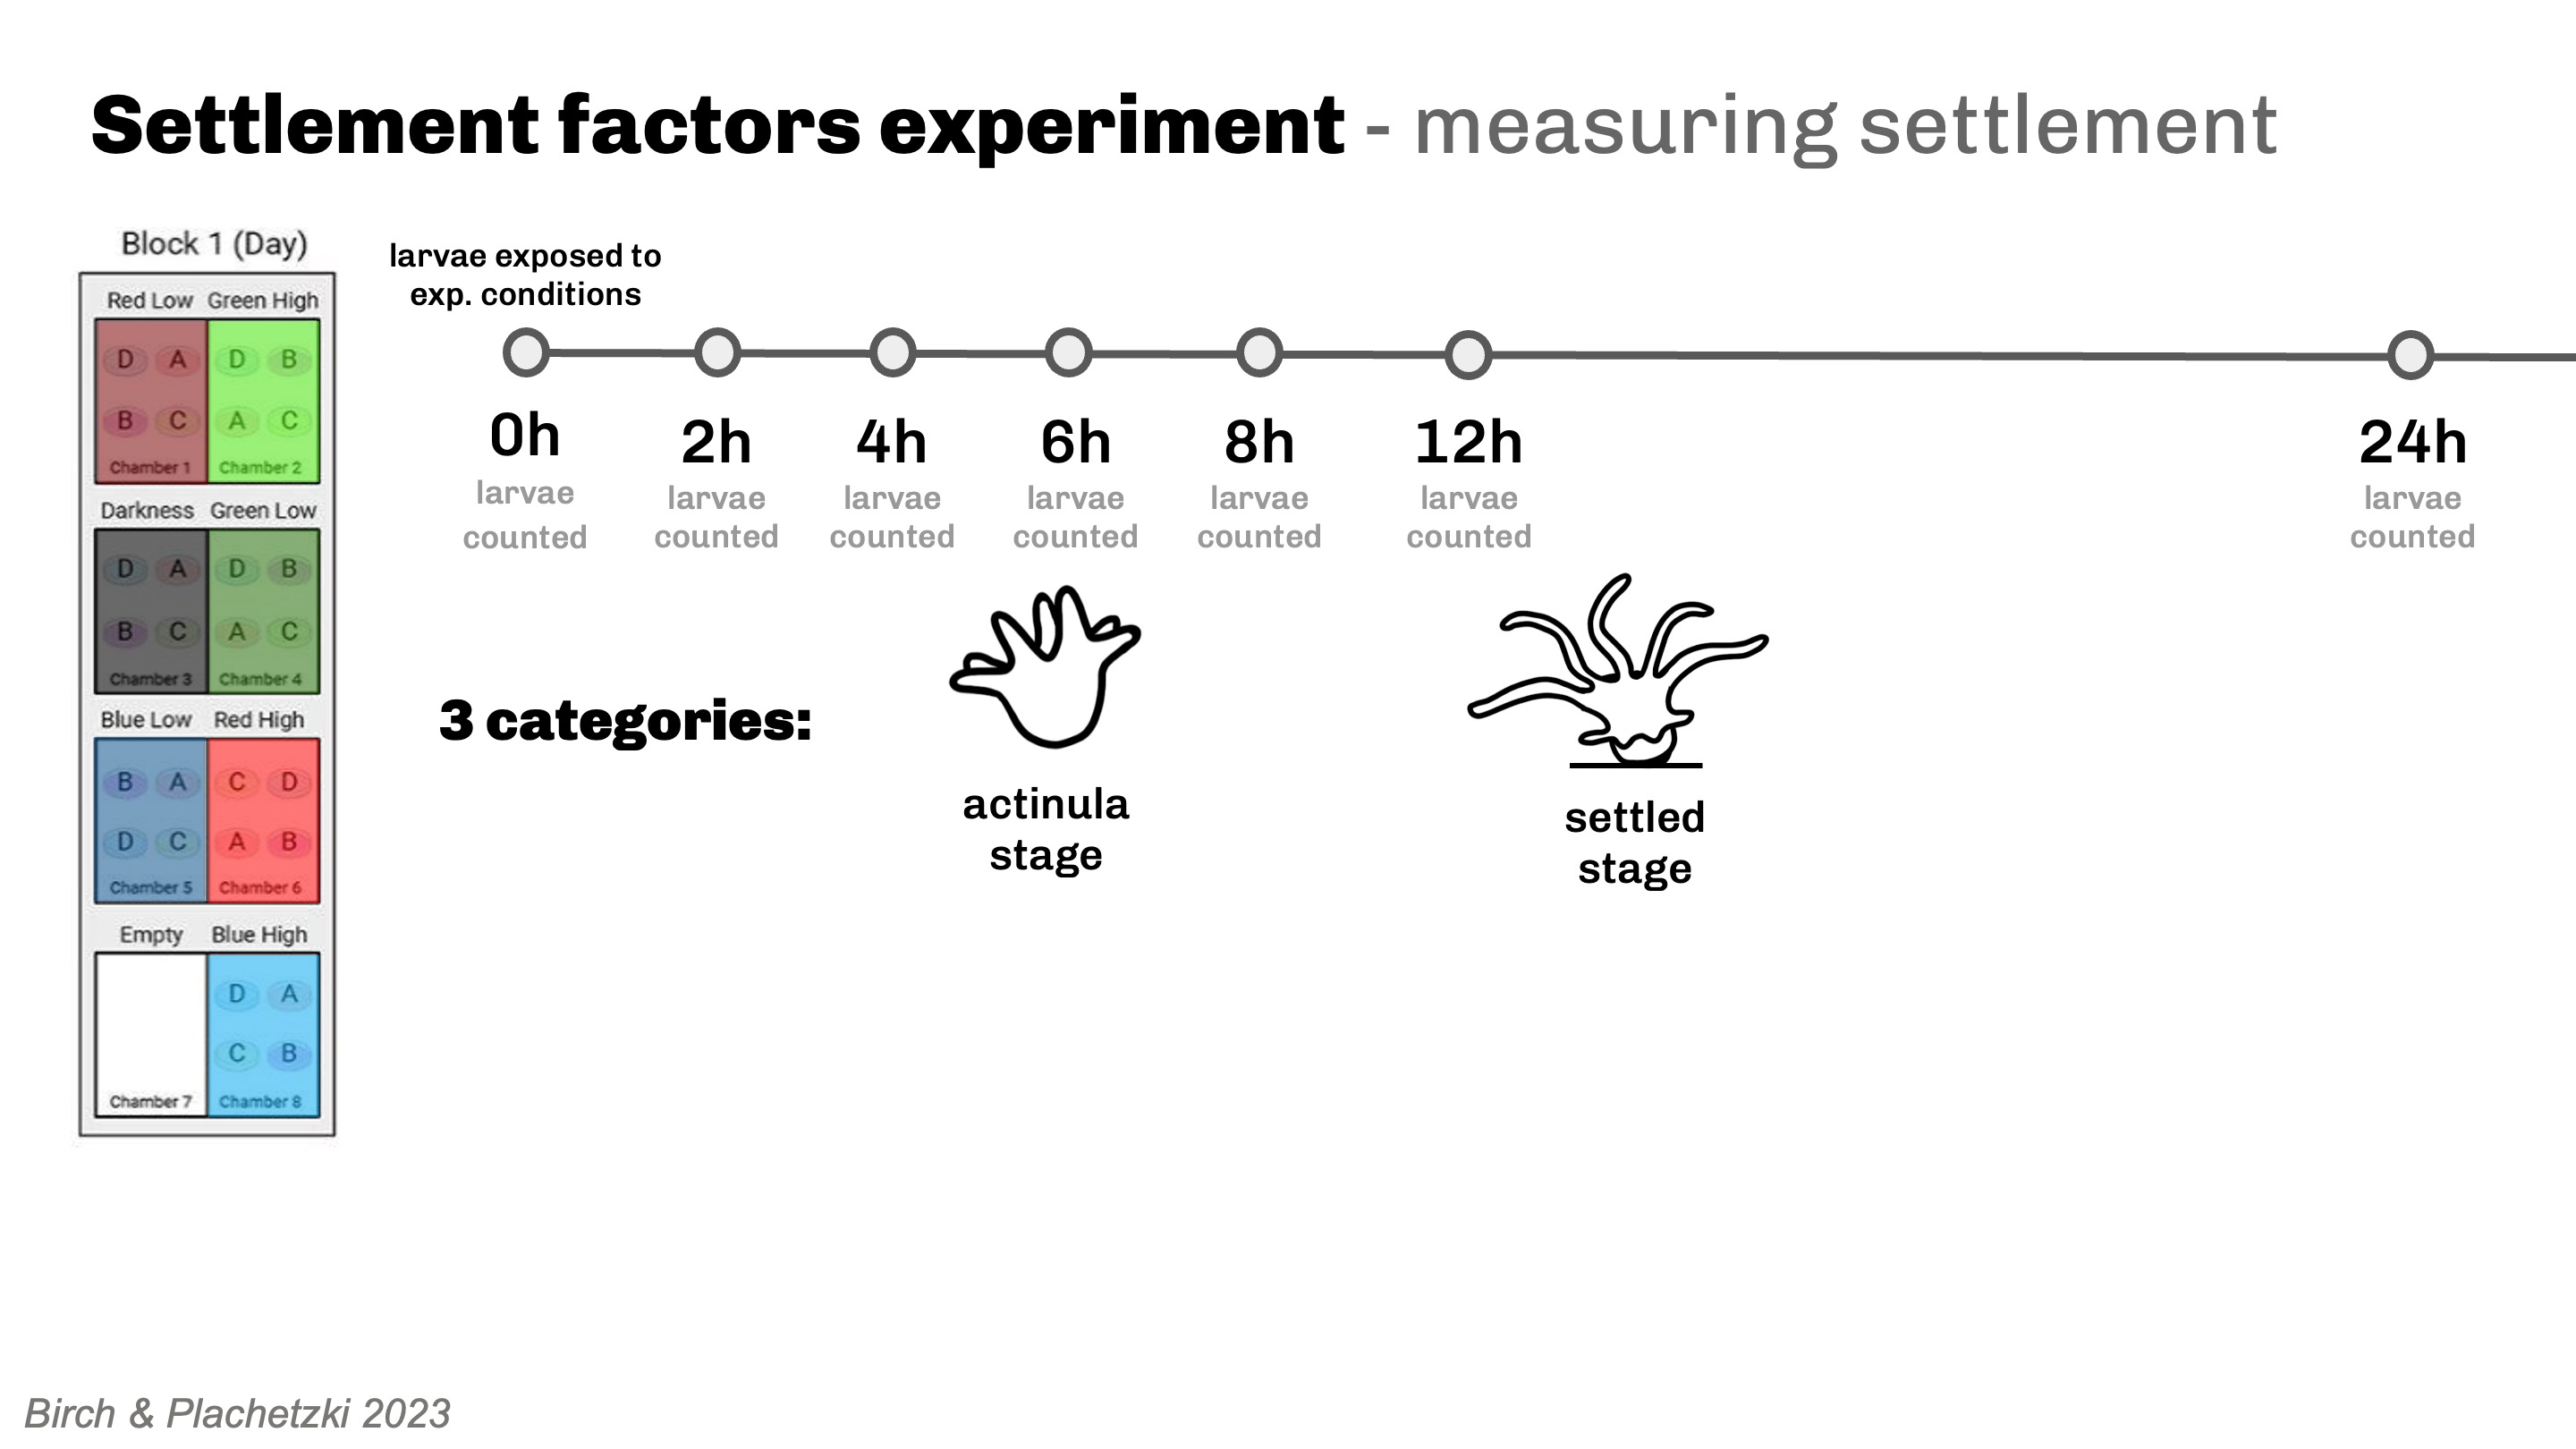 Settlement factors experiment - measuring settlement
Block 1 (Day)
Red Low Green High
D A D B
B C A C
Chamber 1 Chamber 2
Darkness Green Low
D A D B
B C A C
Chamber 3 Chamber 4
Blue Low Red High
B A C D
D C A B
Chamber 5 Chamber 6
Empty Blue High
D A
C B
Chamber 7 Chamber 8
larvae exposed to
exp. conditions
0h 2h 4h 6h 8h 12h 24h
larvae larvae larvae larvae larvae larvae larvae
counted counted counted counted counted counted counted
3 categories:
actinula
stage
settled
stage
Birch & Plachetzki 2023